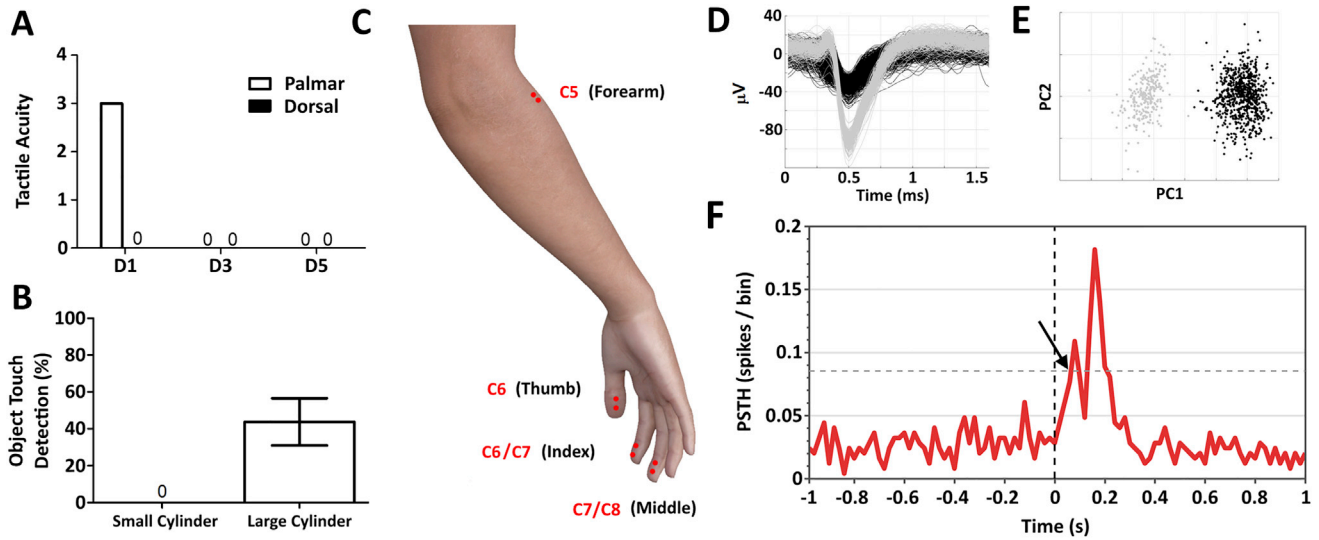 A
Tactile Acuity
4
3
2
1
0
Palmar
Dorsal
0
0
0
0
0
D1
D3
D5
B
Object Touch
Detection (%)
100
80
60
40
20
0
0
Small Cylinder
Large Cylinder
C
C5 (Forearm)
C6 (Thumb)
C6/C7 (Index)
C7/C8 (Middle)
D
μV
40
0
-40
-80
0
0.5
1
1.5
Time (ms)
E
PC2
PC1
F
PSTH (spikes / bin)
0.2
0.15
0.1
0.05
0
-1
-0.8
-0.6
-0.4
-0.2
0
0.2
0.4
0.6
0.8
1
Time (s)